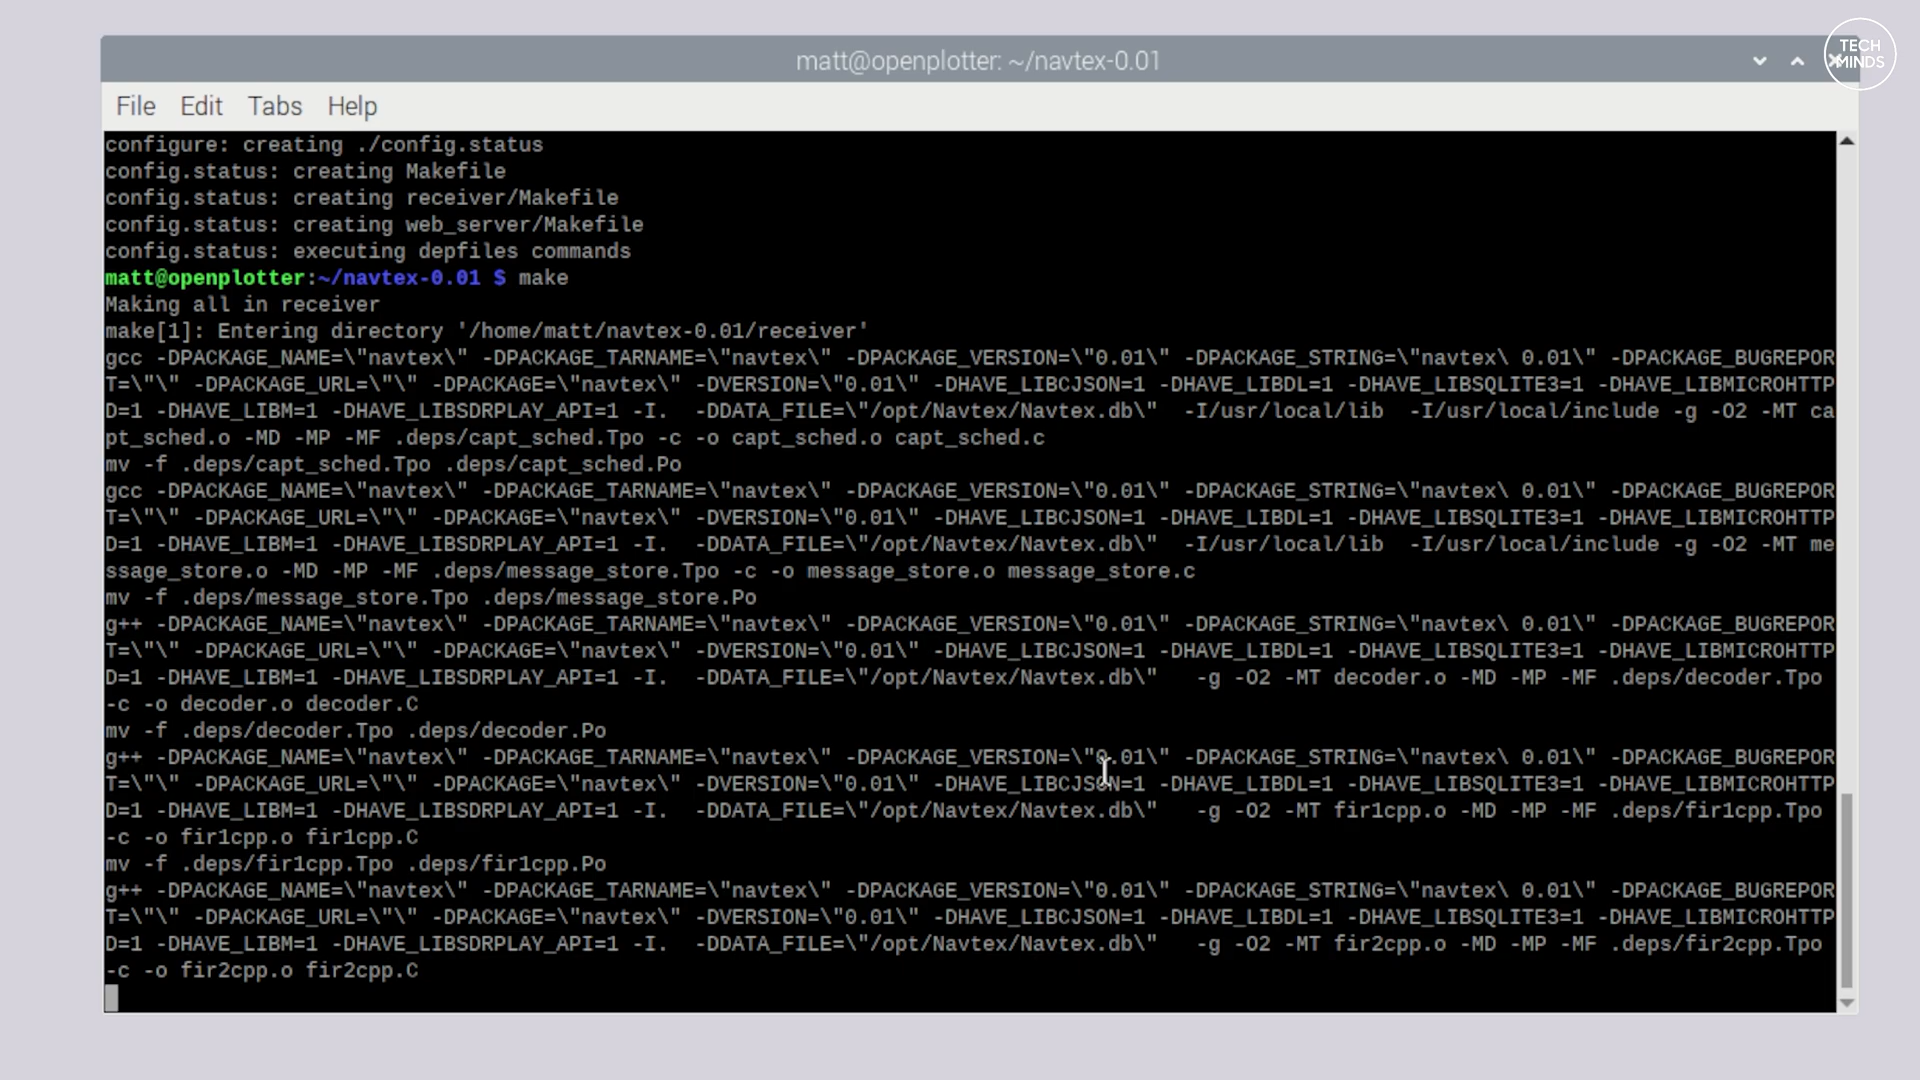 matt@openplotter: ~/navtex-0.01
TECH
MINDS
File Edit Tabs Help
configure: creating ./config.status
config.status: creating Makefile
config.status: creating receiver/Makefile
config.status: creating web_server/Makefile
config.status: executing depfiles commands
matt@openplotter:~/navtex-0.01 $ make
Making all in receiver
make[1]: Entering directory '/home/matt/navtex-0.01/receiver'
gcc -DPACKAGE_NAME=\"navtex\" -DPACKAGE_TARNAME=\"navtex\" -DPACKAGE_VERSION=\"0.01\" -DPACKAGE_STRING=\"navtex\ 0.01\" -DPACKAGE_BUGREPOR
T=\"\" -DPACKAGE_URL=\"\" -DPACKAGE=\"navtex\" -DVERSION=\"0.01\" -DHAVE_LIBCJSON=1 -DHAVE_LIBDL=1 -DHAVE_LIBSQLITE3=1 -DHAVE_LIBMICROHTTP
D=1 -DHAVE_LIBM=1 -DHAVE_LIBSDRPLAY_API=1 -I.  -DDATA_FILE=\"/opt/Navtex/Navtex.db\"  -I/usr/local/lib  -I/usr/local/include -g -O2 -MT ca
pt_sched.o -MD -MP -MF .deps/capt_sched.Tpo -c -o capt_sched.o capt_sched.c
mv -f .deps/capt_sched.Tpo .deps/capt_sched.Po
gcc -DPACKAGE_NAME=\"navtex\" -DPACKAGE_TARNAME=\"navtex\" -DPACKAGE_VERSION=\"0.01\" -DPACKAGE_STRING=\"navtex\ 0.01\" -DPACKAGE_BUGREPOR
T=\"\" -DPACKAGE_URL=\"\" -DPACKAGE=\"navtex\" -DVERSION=\"0.01\" -DHAVE_LIBCJSON=1 -DHAVE_LIBDL=1 -DHAVE_LIBSQLITE3=1 -DHAVE_LIBMICROHTTP
D=1 -DHAVE_LIBM=1 -DHAVE_LIBSDRPLAY_API=1 -I.  -DDATA_FILE=\"/opt/Navtex/Navtex.db\"  -I/usr/local/lib  -I/usr/local/include -g -O2 -MT me
ssage_store.o -MD -MP -MF .deps/message_store.Tpo -c -o message_store.o message_store.c
mv -f .deps/message_store.Tpo .deps/message_store.Po
g++ -DPACKAGE_NAME=\"navtex\" -DPACKAGE_TARNAME=\"navtex\" -DPACKAGE_VERSION=\"0.01\" -DPACKAGE_STRING=\"navtex\ 0.01\" -DPACKAGE_BUGREPOR
T=\"\" -DPACKAGE_URL=\"\" -DPACKAGE=\"navtex\" -DVERSION=\"0.01\" -DHAVE_LIBCJSON=1 -DHAVE_LIBDL=1 -DHAVE_LIBSQLITE3=1 -DHAVE_LIBMICROHTTP
D=1 -DHAVE_LIBM=1 -DHAVE_LIBSDRPLAY_API=1 -I.  -DDATA_FILE=\"/opt/Navtex/Navtex.db\"   -g -O2 -MT decoder.o -MD -MP -MF .deps/decoder.Tpo
-c -o decoder.o decoder.C
mv -f .deps/decoder.Tpo .deps/decoder.Po
g++ -DPACKAGE_NAME=\"navtex\" -DPACKAGE_TARNAME=\"navtex\" -DPACKAGE_VERSION=\"0.01\" -DPACKAGE_STRING=\"navtex\ 0.01\" -DPACKAGE_BUGREPOR
T=\"\" -DPACKAGE_URL=\"\" -DPACKAGE=\"navtex\" -DVERSION=\"0.01\" -DHAVE_LIBCJSON=1 -DHAVE_LIBDL=1 -DHAVE_LIBSQLITE3=1 -DHAVE_LIBMICROHTTP
D=1 -DHAVE_LIBM=1 -DHAVE_LIBSDRPLAY_API=1 -I.  -DDATA_FILE=\"/opt/Navtex/Navtex.db\"   -g -O2 -MT fir1cpp.o -MD -MP -MF .deps/fir1cpp.Tpo
-c -o fir1cpp.o fir1cpp.C
mv -f .deps/fir1cpp.Tpo .deps/fir1cpp.Po
g++ -DPACKAGE_NAME=\"navtex\" -DPACKAGE_TARNAME=\"navtex\" -DPACKAGE_VERSION=\"0.01\" -DPACKAGE_STRING=\"navtex\ 0.01\" -DPACKAGE_BUGREPOR
T=\"\" -DPACKAGE_URL=\"\" -DPACKAGE=\"navtex\" -DVERSION=\"0.01\" -DHAVE_LIBCJSON=1 -DHAVE_LIBDL=1 -DHAVE_LIBSQLITE3=1 -DHAVE_LIBMICROHTTP
D=1 -DHAVE_LIBM=1 -DHAVE_LIBSDRPLAY_API=1 -I.  -DDATA_FILE=\"/opt/Navtex/Navtex.db\"   -g -O2 -MT fir2cpp.o -MD -MP -MF .deps/fir2cpp.Tpo
-c -o fir2cpp.o fir2cpp.C